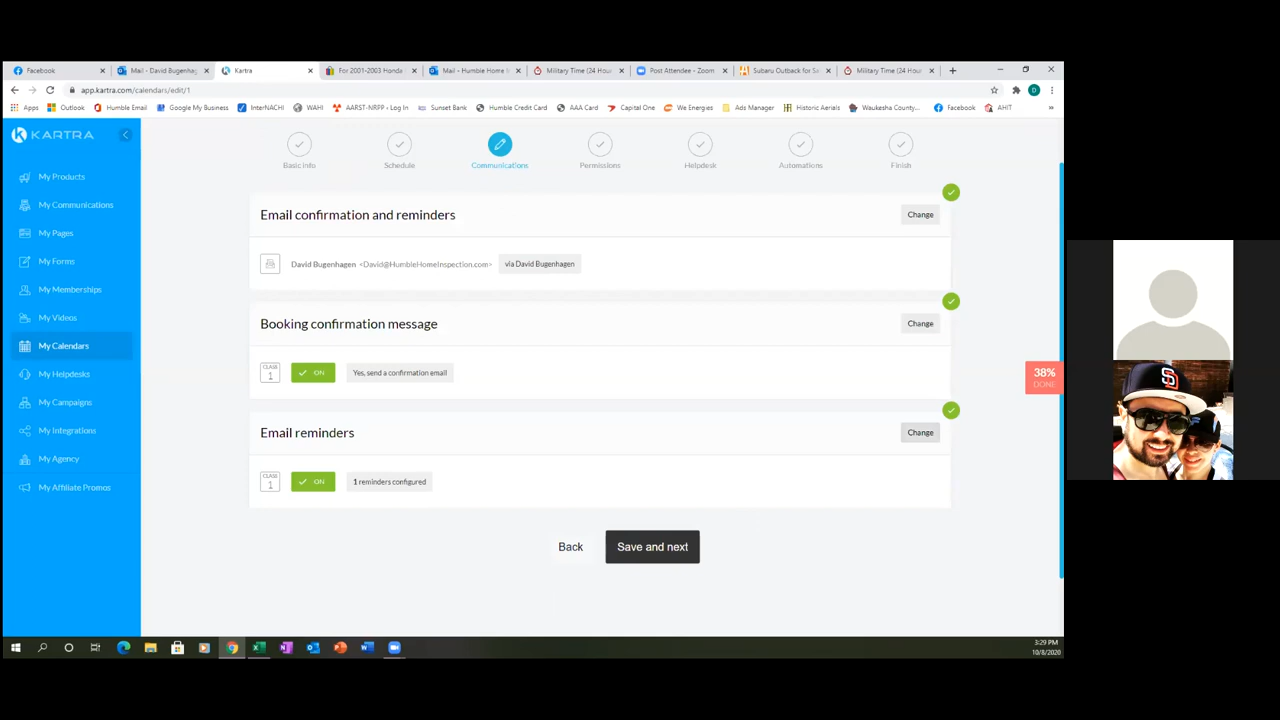 Facebook
Mail - David Bugenhag
Kartra
For 2001-2003 Honda
Mail - Humble Home I
Military Time (24 Hour
Post Attendee - Zoom
Subaru Outback for Sa
Military Time (24 Hour
app.kartra.com/calendars/edit/1
Apps
Outlook
Humble Email
Google My Business
InterNACHI
WAHI
AARST-NRPP - Log In
Sunset Bank
Humble Credit Card
AAA Card
Capital One
We Energies
Ads Manager
Historic Aerials
Waukesha County...
Facebook
AHIT
KARTRA
My Products
My Communications
My Pages
My Forms
My Memberships
My Videos
My Calendars
My Helpdesks
My Campaigns
My Integrations
My Agency
My Affiliate Promos
Basic info
Schedule
Communications
Permissions
Helpdesk
Automations
Finish
Email confirmation and reminders
Change
David Bugenhagen <David@HumbleHomeInspection.com>
via David Bugenhagen
Booking confirmation message
Change
CLASS
1
ON
Yes, send a confirmation email
Email reminders
Change
CLASS
1
ON
1 reminders configured
Back
Save and next
38%
DONE
3:29 PM
10/8/2020